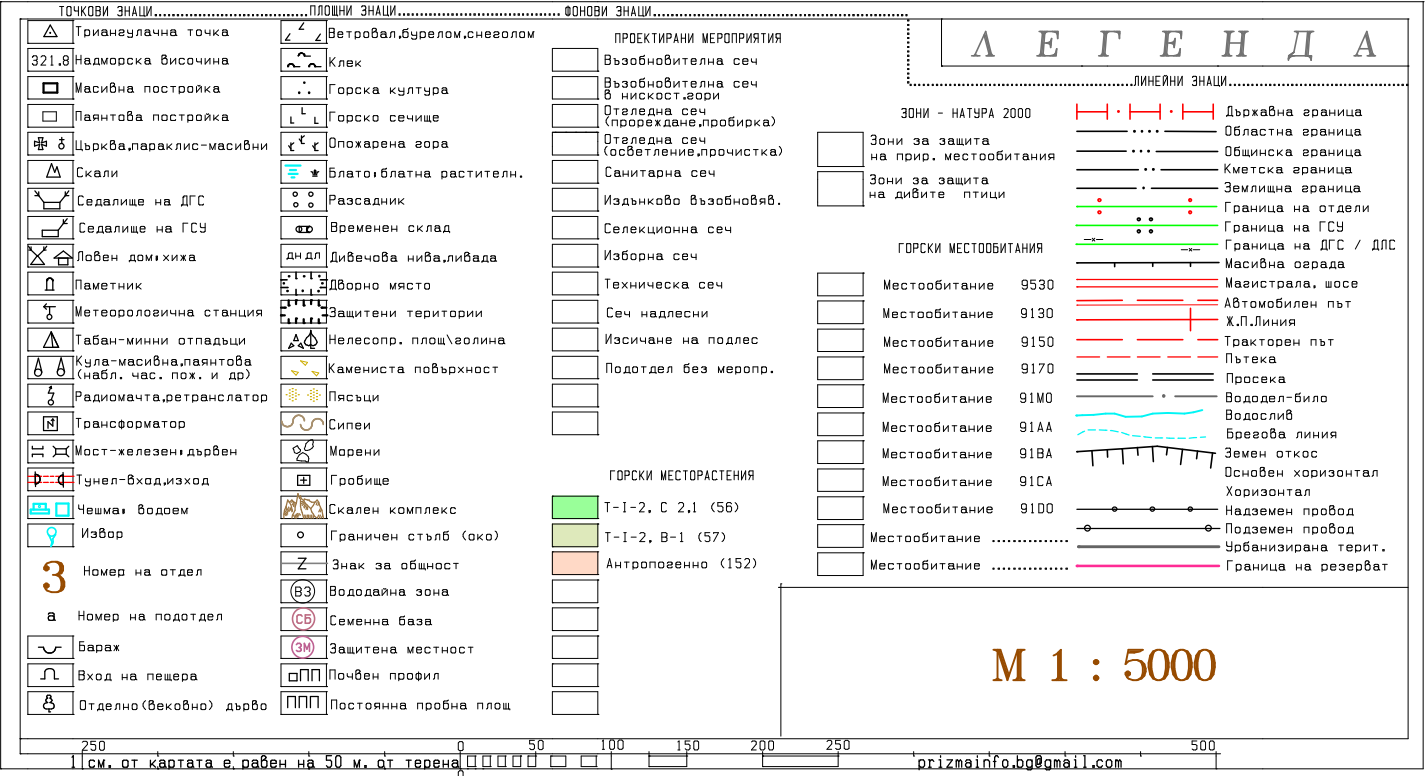 ТОЧКОВИ ЗНАЦИ
Триангулачна точка
321.8 Надморска височина
Масивна постройка
Паянтова постройка
Църква,параклис-масивни
Скали
Седалище на ДГС
Седалище на ГСУ
Ловен дом,хижа
Паметник
Метеорологична станция
Табан-минни отпадъци
Кула-масивна,паянтова
(набл. час. пож. и др)
Радиомачта,ретранслатор
Трансформатор
Мост-железен,дървен
Тунел-вход,изход
Чешма, водоем
Извор
3 Номер на отдел
а Номер на подотдел
Бараж
Вход на пещера
Отделно(вековно) дърво
ПЛОЩНИ ЗНАЦИ
Ветровал,бурелом,снеголом
Клек
Горска култура
Горско сечище
Опожарена гора
Блато,блатна растителн.
Разсадник
Временен склад
дн дл Дивечова нива,ливада
Дворно място
Защитени територии
Нелесопр. площ\голина
Камениста повърхност
Пясъци
Сипеи
Морени
Гробище
Скален комплекс
Граничен стълб (око)
Z Знак за общност
ВЗ Вододайна зона
СБ Семенна база
ЗМ Защитена местност
Почвен профил
Постоянна пробна площ
ФОНОВИ ЗНАЦИ
ПРОЕКТИРАНИ МЕРОПРИЯТИЯ
Възобновителна сеч
Възобновителна сеч
в нискост.гори
Отгледна сеч
(прореждане,пробирка)
Отгледна сеч
(осветление,прочистка)
Санитарна сеч
Издънково възобновяв.
Селекционна сеч
Изборна сеч
Техническа сеч
Сеч надлесни
Изсичане на подлес
Подотдел без меропр.
ГОРСКИ МЕСТОРАСТЕНИЯ
Т-I-2, С 2,1 (56)
Т-I-2, В-1 (57)
Антропогенно (152)
ЛЕГЕНДА
ЗОНИ - НАТУРА 2000
Зони за защита
на прир. местообитания
Зони за защита
на дивите птици
ГОРСКИ МЕСТООБИТАНИЯ
Местообитание 9530
Местообитание 9130
Местообитание 9150
Местообитание 9170
Местообитание 91M0
Местообитание 91AA
Местообитание 91BA
Местообитание 91CA
Местообитание 91D0
Местообитание ............
Местообитание ............
ЛИНЕЙНИ ЗНАЦИ
Държавна граница
Областна граница
Общинска граница
Кметска граница
Землищна граница
Граница на отдели
Граница на ГСУ
Граница на ДГС / ДЛС
Масивна ограда
Магистрала, шосе
Автомобилен път
Ж.П.Линия
Тракторен път
Пътека
Просека
Вододел-било
Водослив
Брегова линия
Земен откос
Основен хоризонтал
Хоризонтал
Надземен провод
Подземен провод
Урбанизирана терит.
Граница на резерват
М 1 : 5000
250 0 50 100 150 200 250 500
1 см. от картата е равен на 50 м. от терена
0
prizmainfo.bg@gmail.com